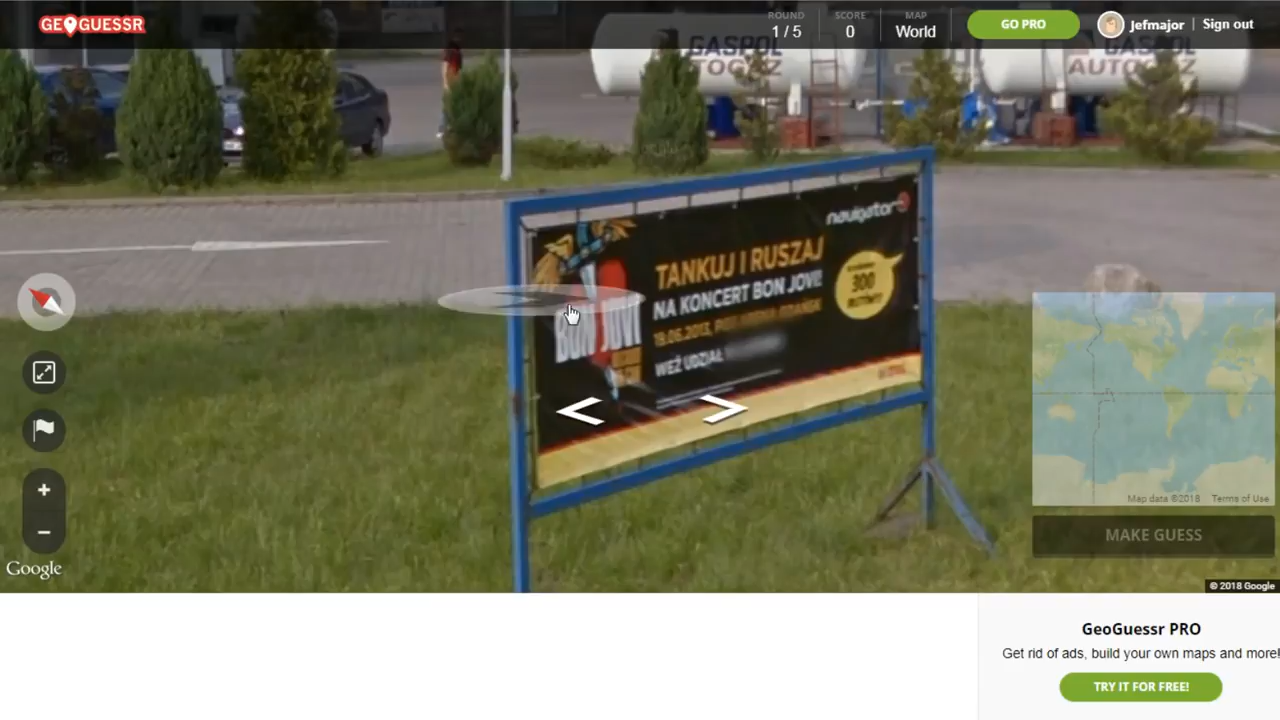 GEOGUESSR
ROUND
1 / 5
SCORE
0
MAP
World
GO PRO
Jefmajor | Sign out
GASPOL
AUTOGAZ
GASPOL
AUTOGAZ
navigator
TANKUJ I RUSZAJ
NA KONCERT BON JOVI!
300
19.06.2013, GDAŃSK
BON JOVI
WEŹ UDZIAŁ
Map data ©2018 Terms of Use
MAKE GUESS
Google
© 2018 Google
GeoGuessr PRO
Get rid of ads, build your own maps and more!
TRY IT FOR FREE!